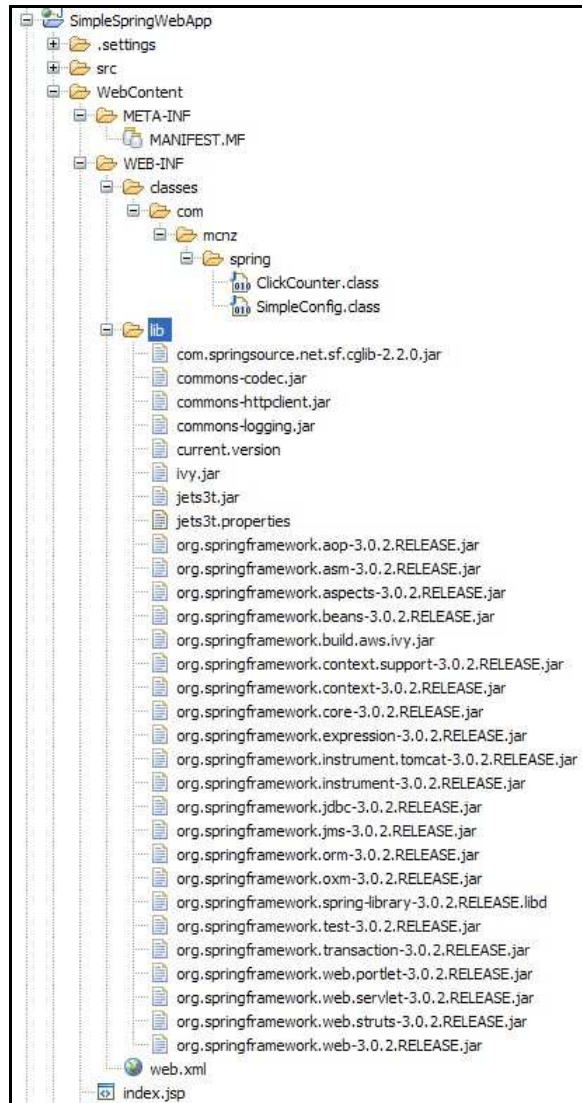 SimpleSpringWebApp
.settings
src
WebContent
META-INF
MANIFEST.MF
WEB-INF
classes
com
mcnz
spring
ClickCounter.class
SimpleConfig.class
lib
com.springsource.net.sf.cglib-2.2.0.jar
commons-codec.jar
commons-httpclient.jar
commons-logging.jar
current.version
ivy.jar
jets3t.jar
jets3t.properties
org.springframework.aop-3.0.2.RELEASE.jar
org.springframework.asm-3.0.2.RELEASE.jar
org.springframework.aspects-3.0.2.RELEASE.jar
org.springframework.beans-3.0.2.RELEASE.jar
org.springframework.build.aws.ivy.jar
org.springframework.context.support-3.0.2.RELEASE.jar
org.springframework.context-3.0.2.RELEASE.jar
org.springframework.core-3.0.2.RELEASE.jar
org.springframework.expression-3.0.2.RELEASE.jar
org.springframework.instrument.tomcat-3.0.2.RELEASE.jar
org.springframework.instrument-3.0.2.RELEASE.jar
org.springframework.jdbc-3.0.2.RELEASE.jar
org.springframework.jms-3.0.2.RELEASE.jar
org.springframework.orm-3.0.2.RELEASE.jar
org.springframework.oxm-3.0.2.RELEASE.jar
org.springframework.spring-library-3.0.2.RELEASE.libd
org.springframework.test-3.0.2.RELEASE.jar
org.springframework.transaction-3.0.2.RELEASE.jar
org.springframework.web.portlet-3.0.2.RELEASE.jar
org.springframework.web.servlet-3.0.2.RELEASE.jar
org.springframework.web.struts-3.0.2.RELEASE.jar
org.springframework.web-3.0.2.RELEASE.jar
web.xml
index.jsp